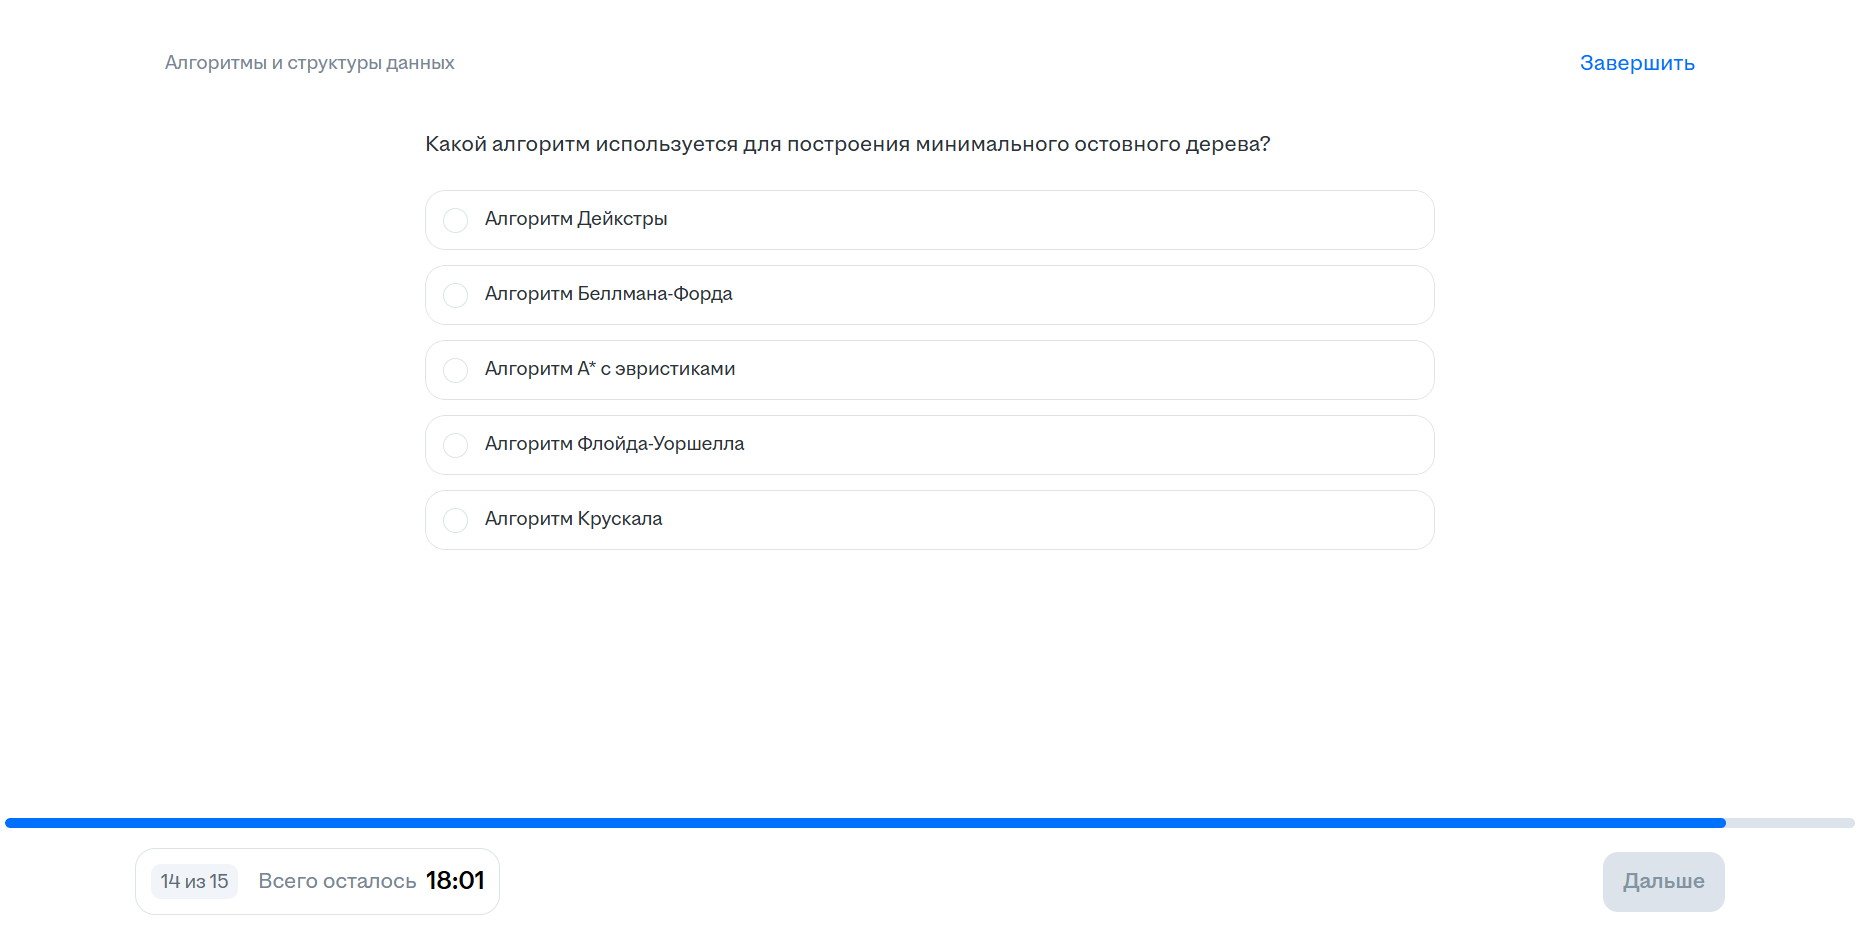 Алгоритмы и структуры данных
Завершить
Какой алгоритм используется для построения минимального остовного дерева?
Алгоритм Дейкстры
Алгоритм Беллмана-Форда
Алгоритм A* с эвристиками
Алгоритм Флойда-Уоршелла
Алгоритм Крускала
14 из 15 Всего осталось 18:01
Дальше